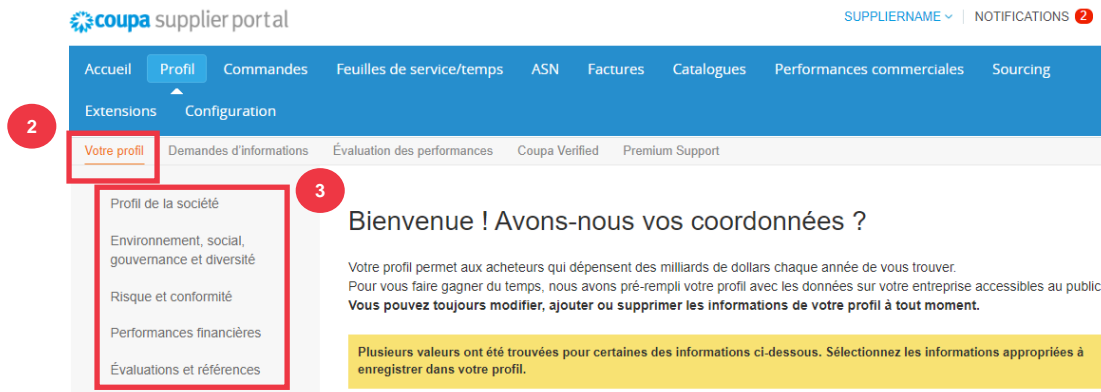 coupa supplier portal
SUPPLIERNAME NOTIFICATIONS 2
Accueil Profil Commandes Feuilles de service/temps ASN Factures Catalogues Performances commerciales Sourcing
Extensions Configuration
2
Votre profil Demandes d'informations Évaluation des performances Coupa Verified Premium Support
3
Profil de la société
Environnement, social,
gouvernance et diversité
Risque et conformité
Performances financières
Évaluations et références
Bienvenue ! Avons-nous vos coordonnées ?
Votre profil permet aux acheteurs qui dépensent des milliards de dollars chaque année de vous trouver.
Pour vous faire gagner du temps, nous avons pré-rempli votre profil avec les données sur votre entreprise accessibles au public
Vous pouvez toujours modifier, ajouter ou supprimer les informations de votre profil à tout moment.
Plusieurs valeurs ont été trouvées pour certaines des informations ci-dessous. Sélectionnez les informations appropriées à
enregistrer dans votre profil.